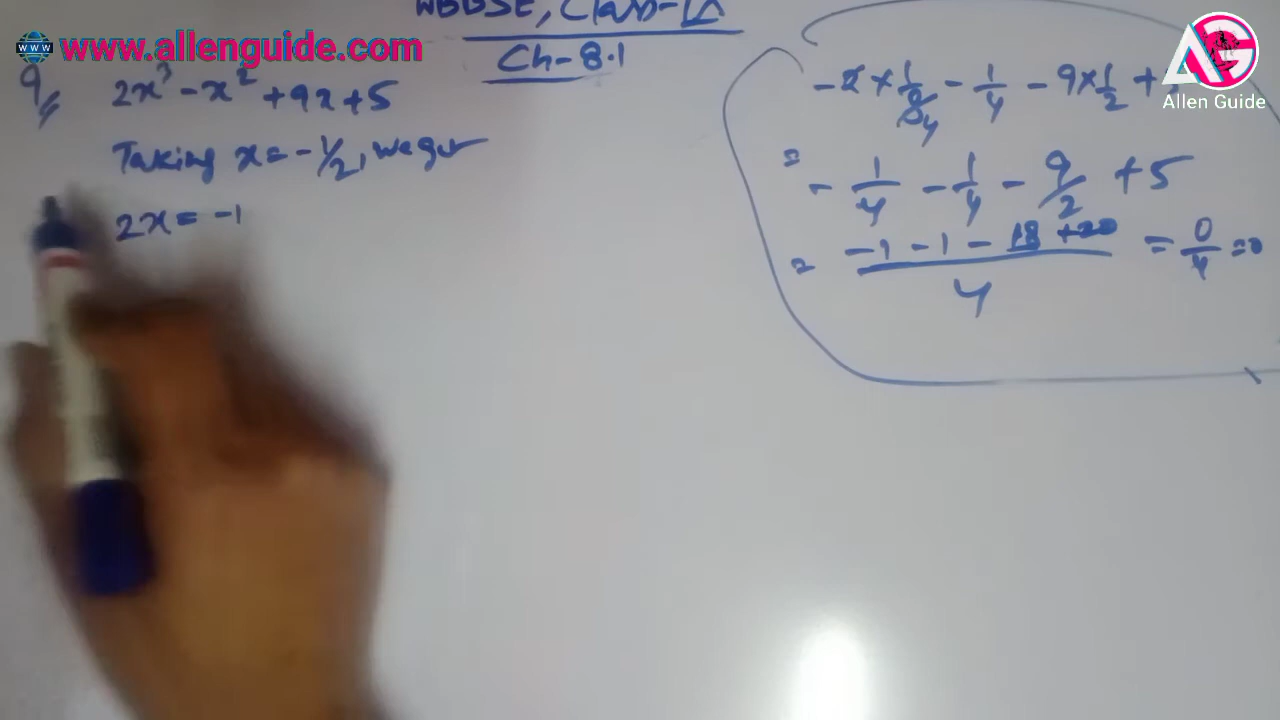 WBBSE, Class-IX
Ch-8.1
www.allenguide.com
9 2x³ - x² + 9x + 5
Taking x = -1/2, we get
2x = -1
-2 × 1/8 4 - 1/4 - 9 × 1/2 +
= - 1/4 - 1/4 - 9/2 + 5
= (-1 - 1 - 18 + 20)/4 = 0/4 = 0
AG
Allen Guide